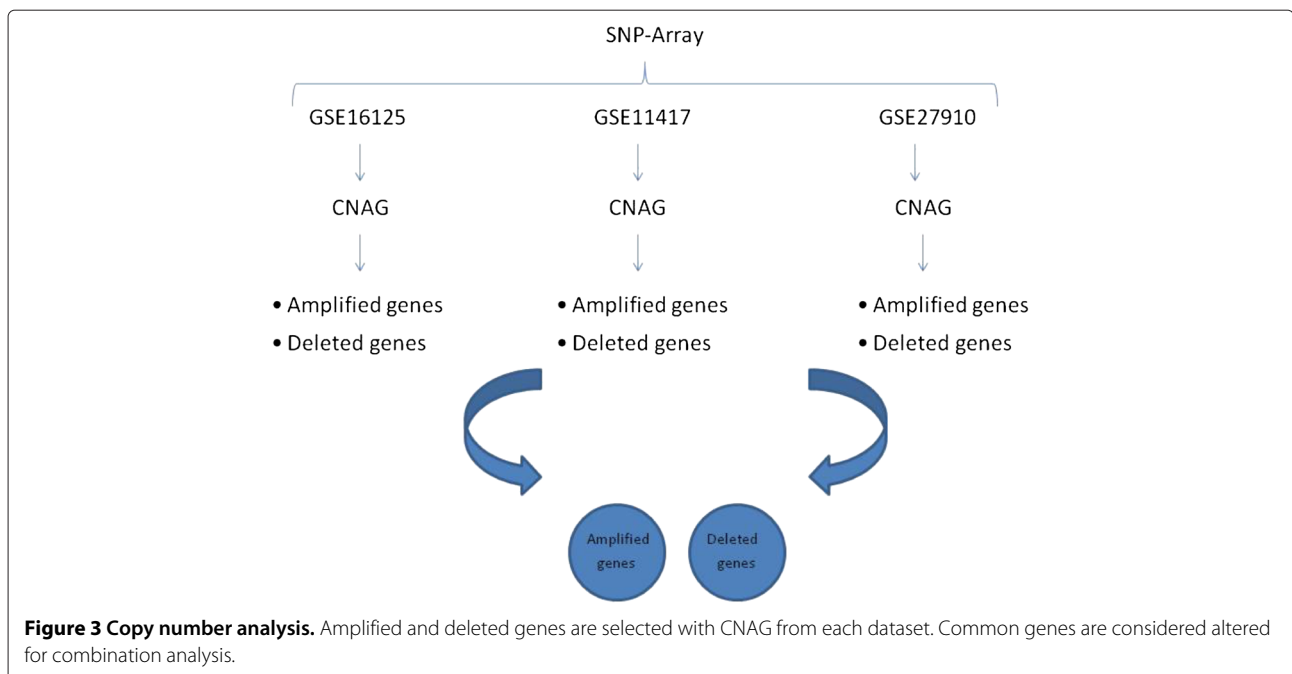 SNP-Array
GSE16125 GSE11417 GSE27910
CNAG CNAG CNAG
• Amplified genes • Amplified genes • Amplified genes
• Deleted genes • Deleted genes • Deleted genes
Amplified Deleted
genes genes
Figure 3 Copy number analysis. Amplified and deleted genes are selected with CNAG from each dataset. Common genes are considered altered
for combination analysis.